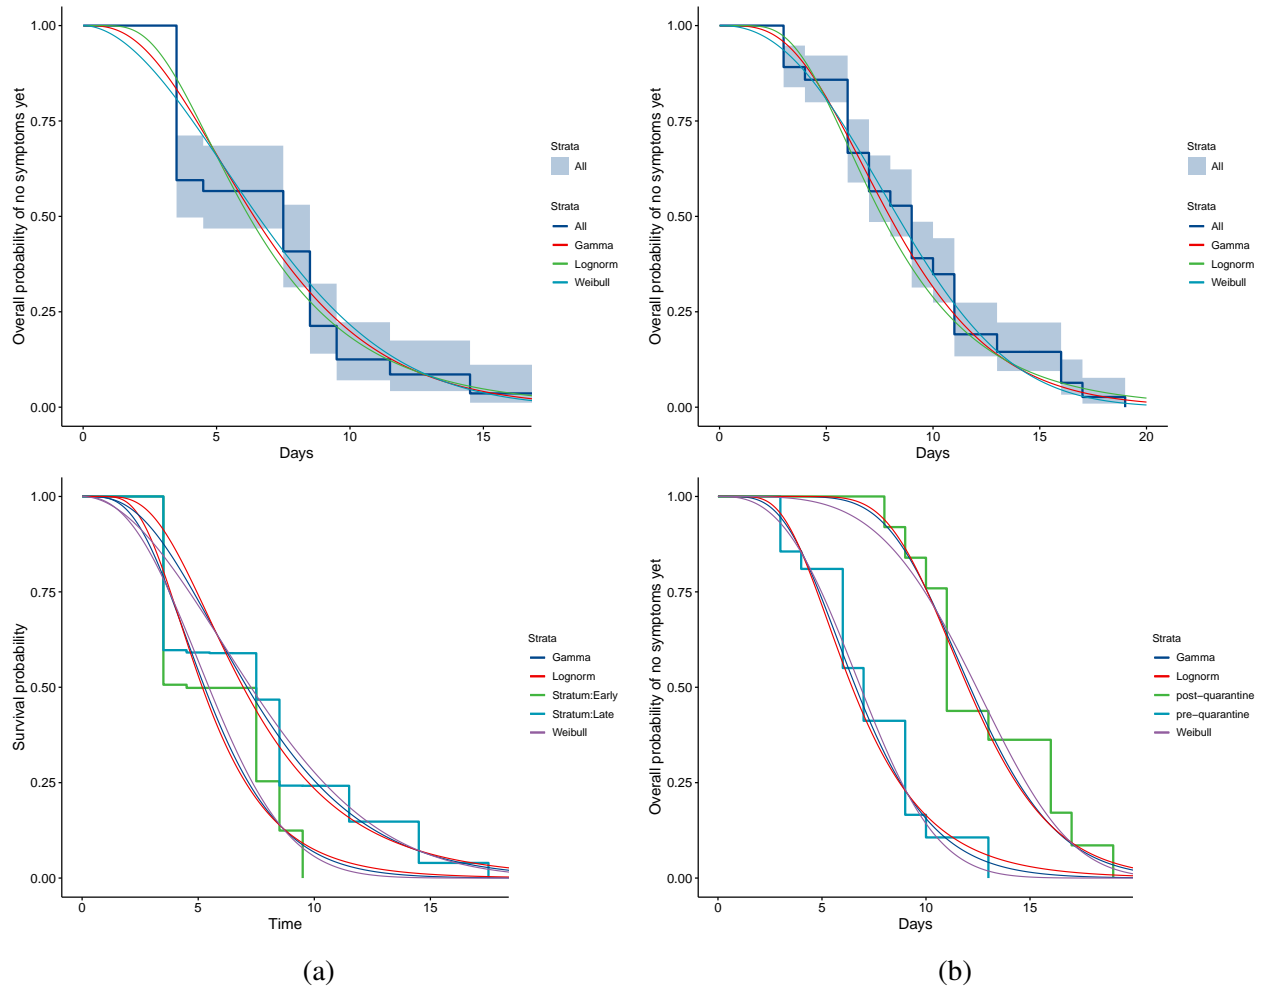 Overall probability of no symptoms yet
1.00
0.75
0.50
0.25
0.00
0
5
10
15
Days
Strata
All
Strata
All
Gamma
Lognorm
Weibull
Overall probability of no symptoms yet
1.00
0.75
0.50
0.25
0.00
0
5
10
15
20
Days
Strata
All
Strata
All
Gamma
Lognorm
Weibull
Survival probability
1.00
0.75
0.50
0.25
0.00
0
5
10
15
Time
Strata
Gamma
Lognorm
Stratum:Early
Stratum:Late
Weibull
(a)
Overall probability of no symptoms yet
1.00
0.75
0.50
0.25
0.00
0
5
10
15
Days
Strata
Gamma
Lognorm
post−quarantine
pre−quarantine
Weibull
(b)